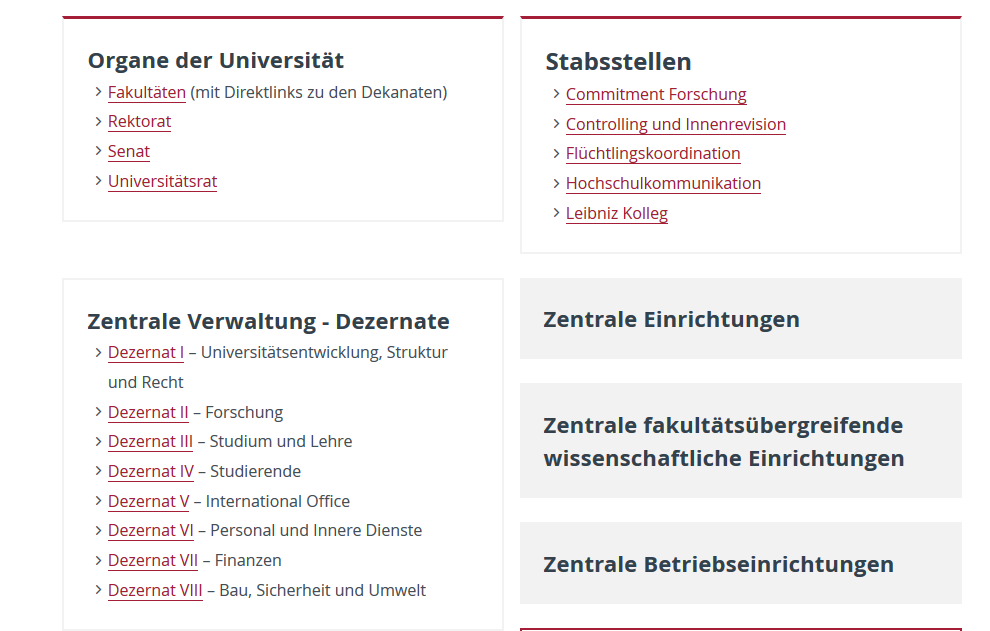 Organe der Universität
Fakultäten (mit Direktlinks zu den Dekanaten)
Rektorat
Senat
Universitätsrat
Stabsstellen
Commitment Forschung
Controlling und Innenrevision
Flüchtlingskoordination
Hochschulkommunikation
Leibniz Kolleg
Zentrale Verwaltung - Dezernate
Dezernat I – Universitätsentwicklung, Struktur
und Recht
Dezernat II – Forschung
Dezernat III – Studium und Lehre
Dezernat IV – Studierende
Dezernat V – International Office
Dezernat VI – Personal und Innere Dienste
Dezernat VII – Finanzen
Dezernat VIII – Bau, Sicherheit und Umwelt
Zentrale Einrichtungen
Zentrale fakultätsübergreifende
wissenschaftliche Einrichtungen
Zentrale Betriebseinrichtungen